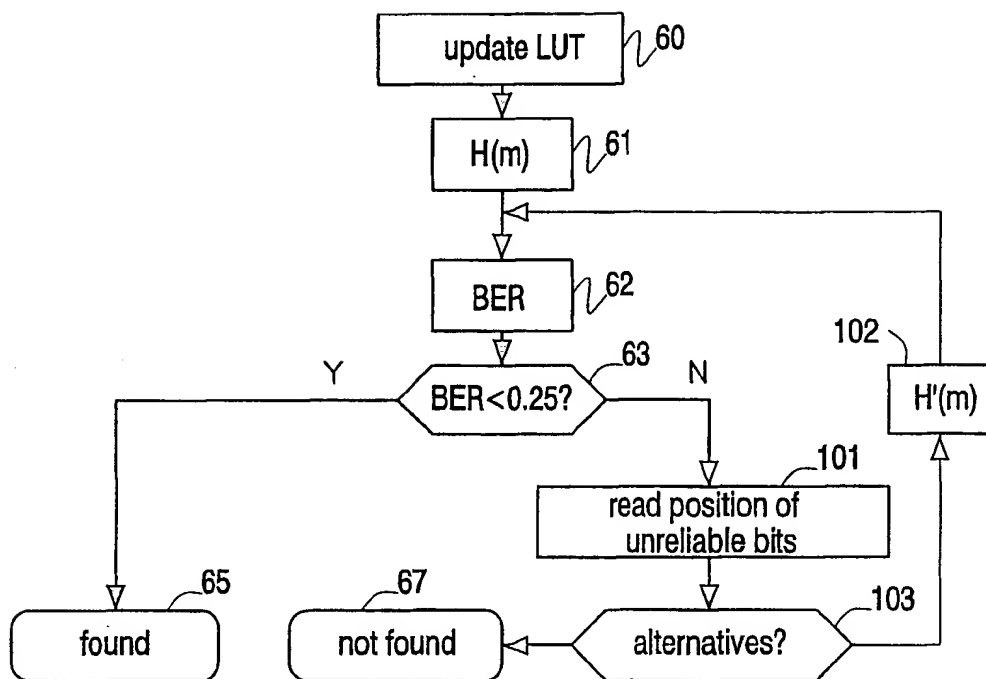 update LUT
60
H(m)
61
BER
62
63
Y
BER<0.25?
N
102
H'(m)
101
read position of
unreliable bits
65
found
67
not found
103
alternatives?